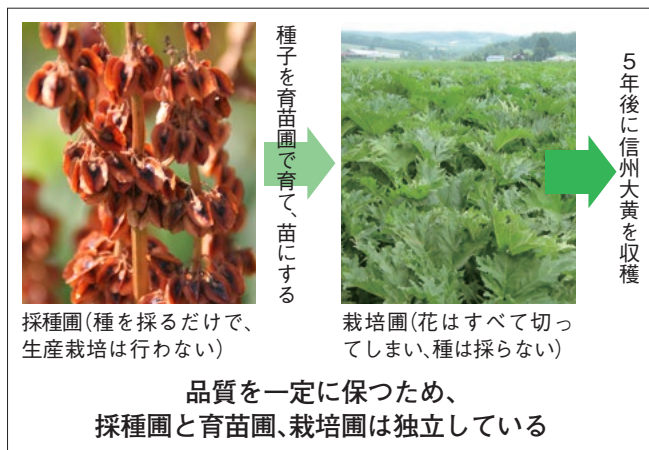 種子を育苗圃で育て、苗にする
5年後に信州大黄を収穫
採種圃(種を採るだけで、
生産栽培は行わない)
栽培圃(花はすべて切っ
てしまい、種は採らない)
品質を一定に保つため、
採種圃と育苗圃、栽培圃は独立している